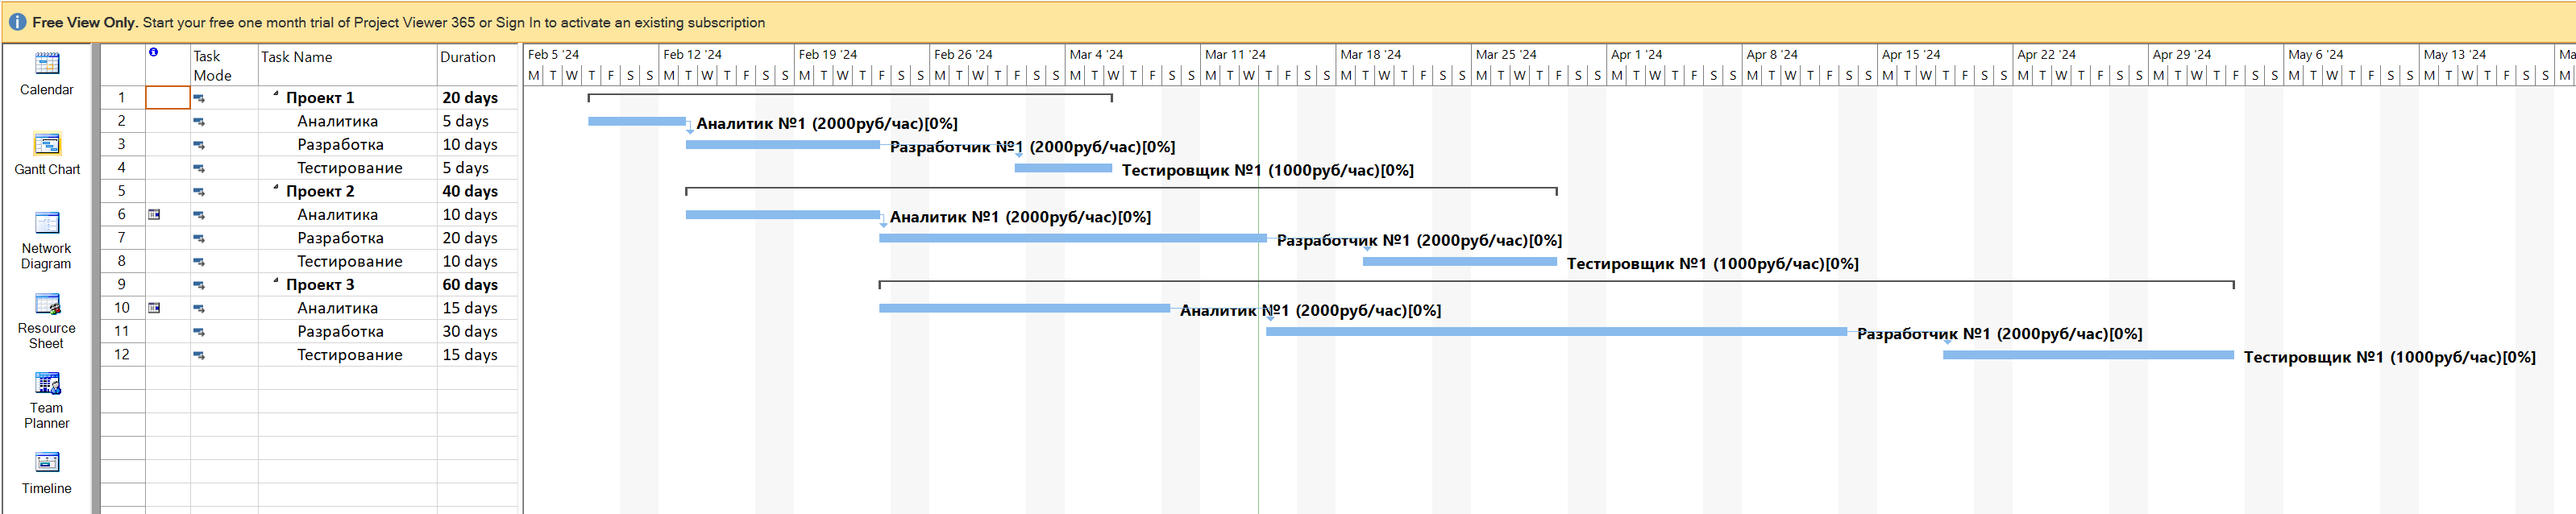 Free View Only. Start your free one month trial of Project Viewer 365 or Sign In to activate an existing subscription
Calendar
Gantt Chart
Network
Diagram
Resource
Sheet
Team
Planner
Timeline
Task Mode Task Name Duration
1 Проект 1 20 days
2 Аналитика 5 days
3 Разработка 10 days
4 Тестирование 5 days
5 Проект 2 40 days
6 Аналитика 10 days
7 Разработка 20 days
8 Тестирование 10 days
9 Проект 3 60 days
10 Аналитика 15 days
11 Разработка 30 days
12 Тестирование 15 days
Feb 5 '24 Feb 12 '24 Feb 19 '24 Feb 26 '24 Mar 4 '24 Mar 11 '24 Mar 18 '24 Mar 25 '24 Apr 1 '24 Apr 8 '24 Apr 15 '24 Apr 22 '24 Apr 29 '24 May 6 '24 May 13 '24 Ma
M T W T F S S M T W T F S S M T W T F S S M T W T F S S M T W T F S S M T W T F S S M T W T F S S M T W T F S S M T W T F S S M T W T F S S M T W T F S S M T W T F S S M T W T F S S M T W T F S S M T W T F S S M
Аналитик №1 (2000руб/час)[0%]
Разработчик №1 (2000руб/час)[0%]
Тестировщик №1 (1000руб/час)[0%]
Аналитик №1 (2000руб/час)[0%]
Разработчик №1 (2000руб/час)[0%]
Тестировщик №1 (1000руб/час)[0%]
Аналитик №1 (2000руб/час)[0%]
Разработчик №1 (2000руб/час)[0%]
Тестировщик №1 (1000руб/час)[0%]